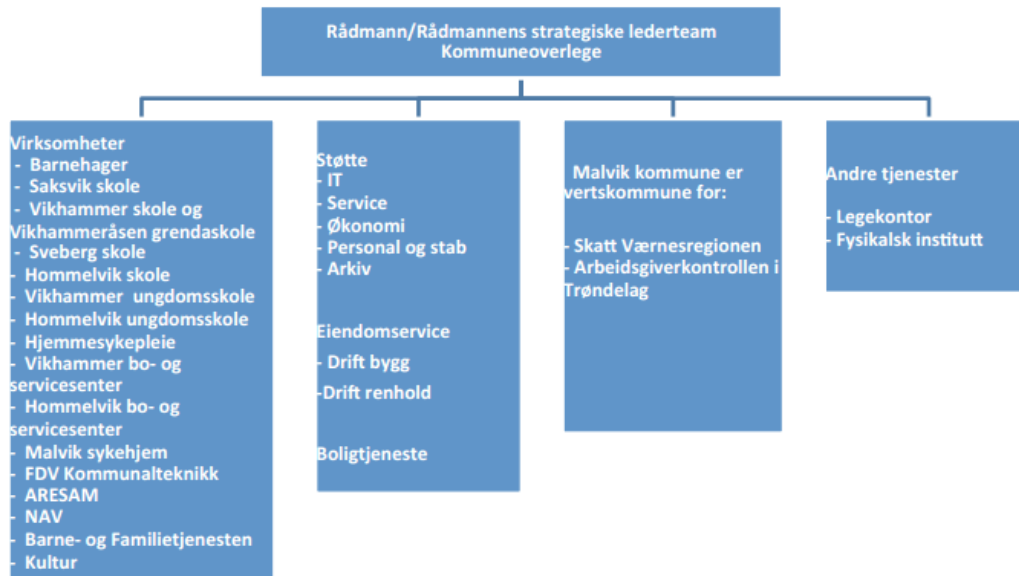 Rådmann/Rådmannens strategiske lederteam
Kommuneoverlege
Virksomheter
- Barnehager
- Saksvik skole
- Vikhammer skole og
Vikhammeråsen grendaskole
- Sveberg skole
- Hommelvik skole
- Vikhammer ungdomsskole
- Hommelvik ungdomsskole
- Hjemmesykepleie
- Vikhammer bo- og
servicesenter
- Hommelvik bo- og
servicesenter
- Malvik sykehjem
- FDV Kommunalteknikk
- ARESAM
- NAV
- Barne- og Familietjenesten
- Kultur
Støtte
- IT
- Service
- Økonomi
- Personal og stab
- Arkiv
Eiendomservice
- Drift bygg
-Drift renhold
Boligtjeneste
Malvik kommune er
vertskommune for:
- Skatt Værnesregionen
- Arbeidsgiverkontrollen i
Trøndelag
Andre tjenester
- Legekontor
- Fysikalsk institutt